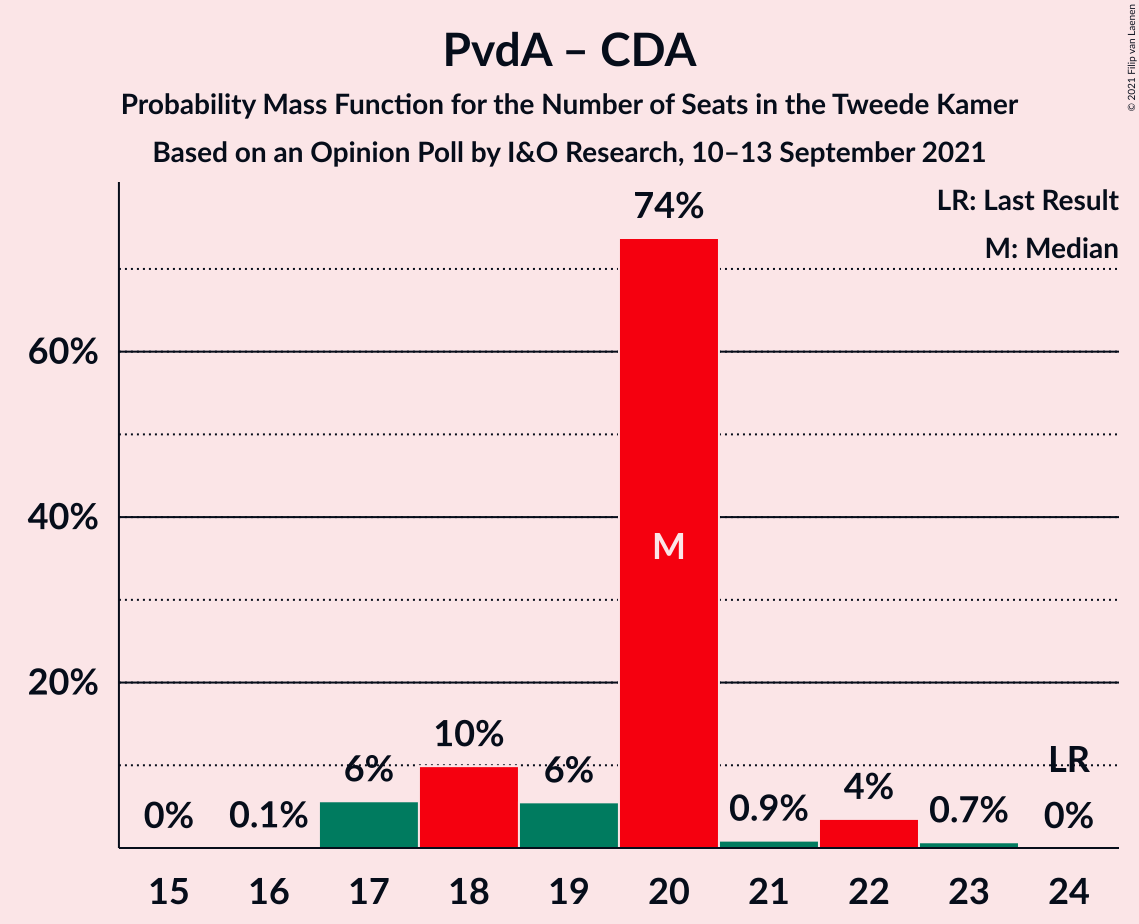 PvdA – CDA
Probability Mass Function for the Number of Seats in the Tweede Kamer
Based on an Opinion Poll by I&O Research, 10–13 September 2021
© 2021 Filip van Laenen
LR: Last Result
M: Median
74%
60%
40%
20%
M
0%
0.1%
6%
10%
6%
0.9%
4%
0.7%
LR
0%
15 16 17 18 19 20 21 22 23 24